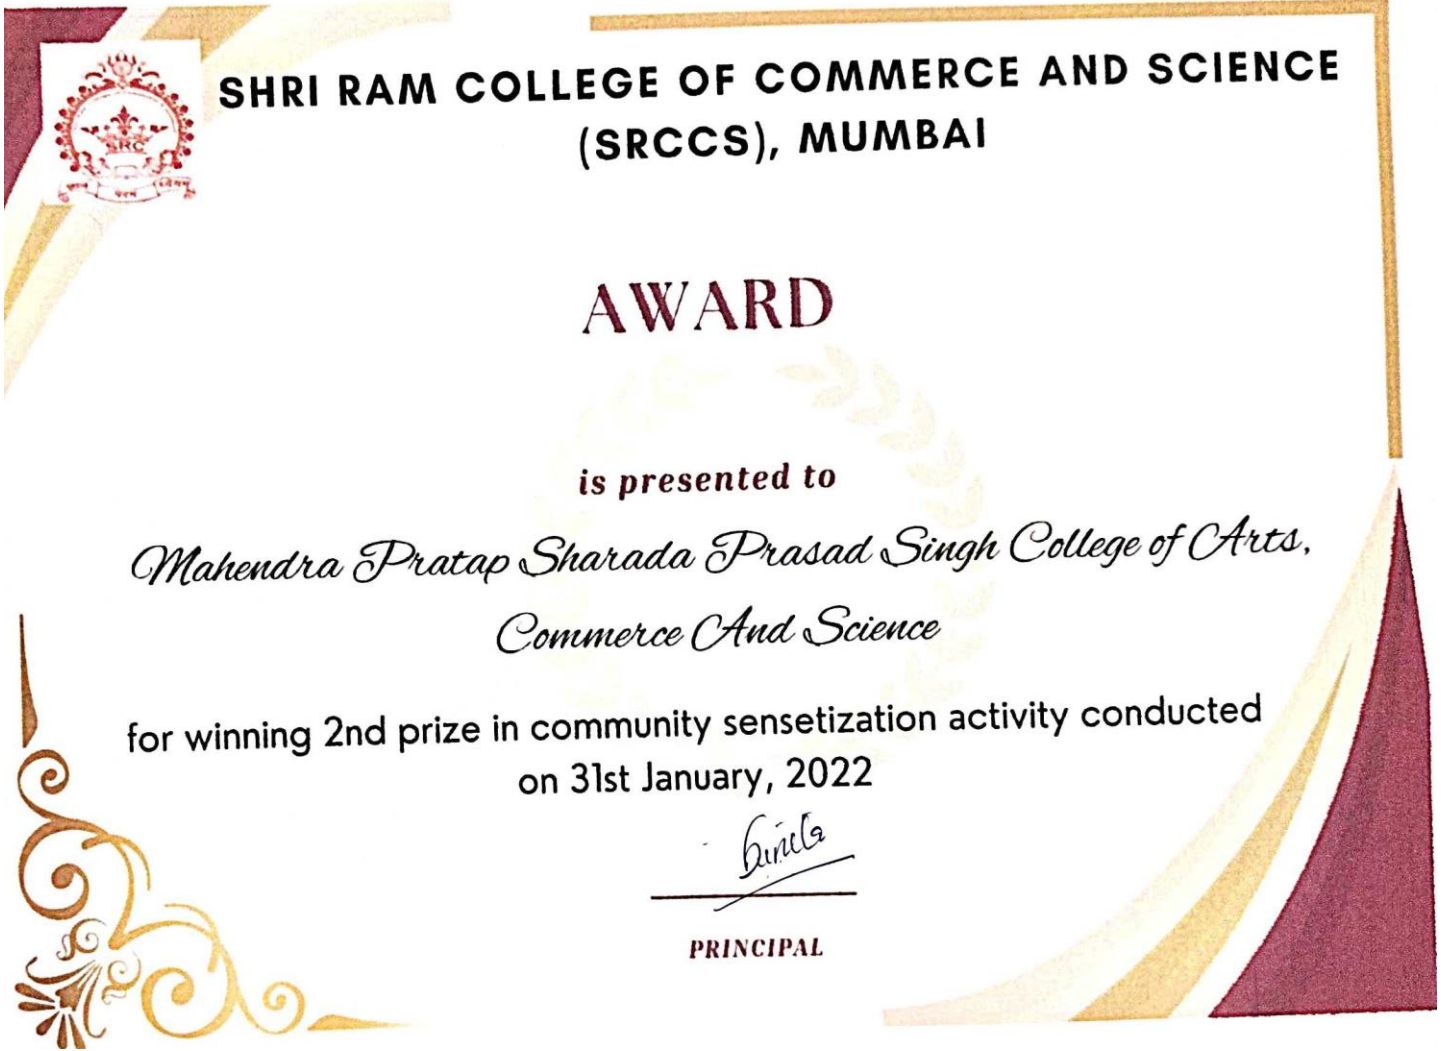 SHRI RAM COLLEGE OF COMMERCE AND SCIENCE
(SRCCS), MUMBAI
SRC
AWARD
is presented to
Mahendra Pratap Sharada Prasad Singh College of Arts,
Commerce And Science
for winning 2nd prize in community sensetization activity conducted
on 31st January, 2022
PRINCIPAL